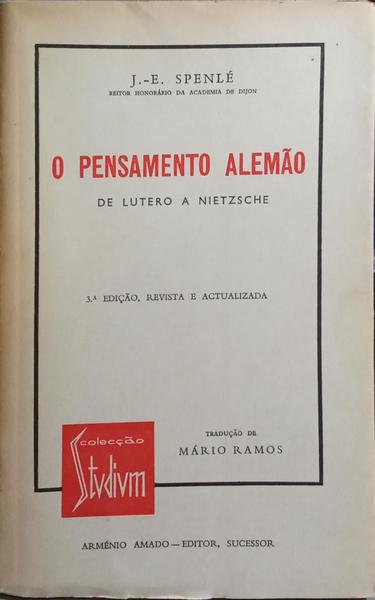 J.-E. SPENLÉ
REITOR HONORÁRIO DA ACADEMIA DE DIJON
O PENSAMENTO ALEMÃO
DE LUTERO A NIETZSCHE
3.ª EDIÇÃO, REVISTA E ACTUALIZADA
colecção
Stvdivm
TRADUÇÃO DE
MÁRIO RAMOS
ARMÉNIO AMADO — EDITOR, SUCESSOR